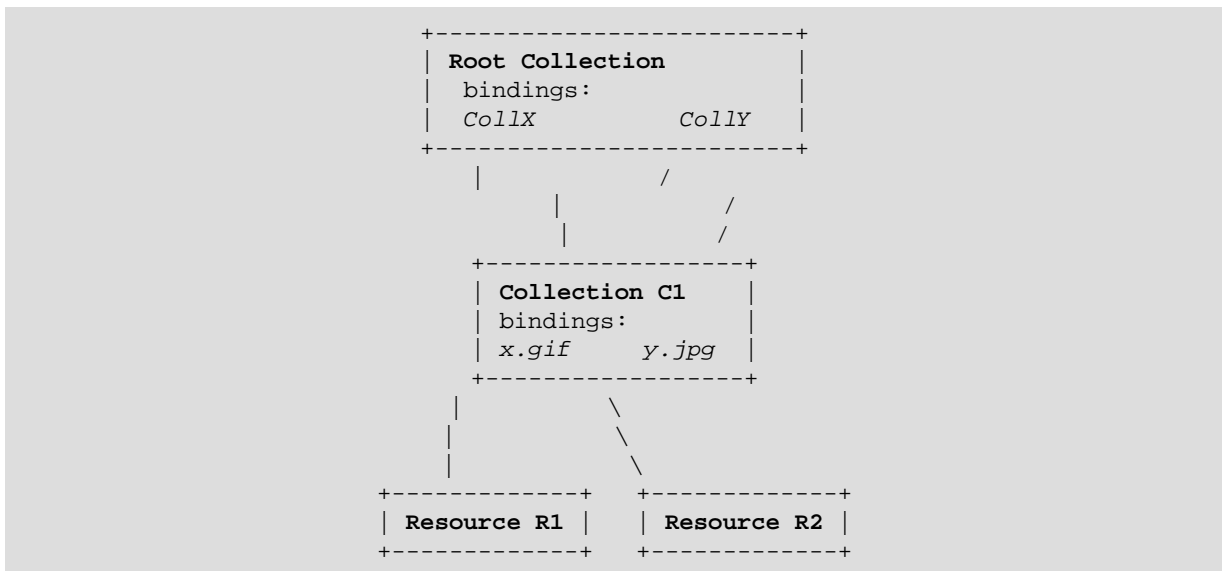 +-------------------------+
| Root Collection         |
|  bindings:              |
|  CollX          CollY   |
+-------------------------+
|            /
|           /
|          /
+------------------+
| Collection C1    |
| bindings:        |
| x.gif     y.jpg  |
+------------------+
|          \
|           \
|            \
+-------------+   +-------------+
| Resource R1 |   | Resource R2 |
+-------------+   +-------------+